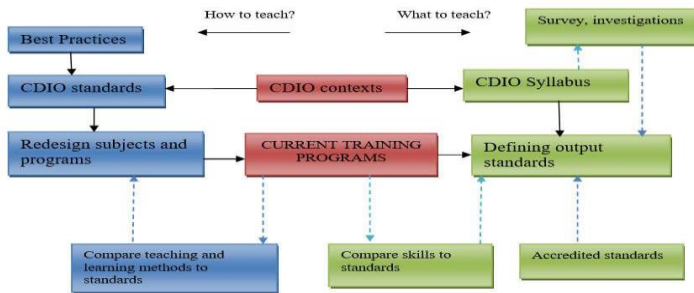 How to teach?
What to teach?
Survey, investigations
Best Practices
CDIO standards
CDIO contexts
CDIO Syllabus
Redesign subjects and
programs
CURRENT TRAINING
PROGRAMS
Defining output
standards
Compare teaching and
learning methods to
standards
Compare skills to
standards
Accredited standards